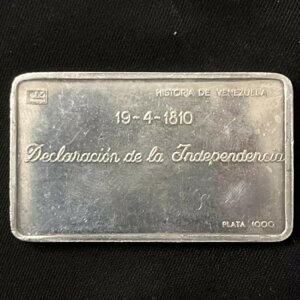 HISTORIA DE VENEZUELA
19-4-1810
Declaración de la Independencia
PLATA 1000